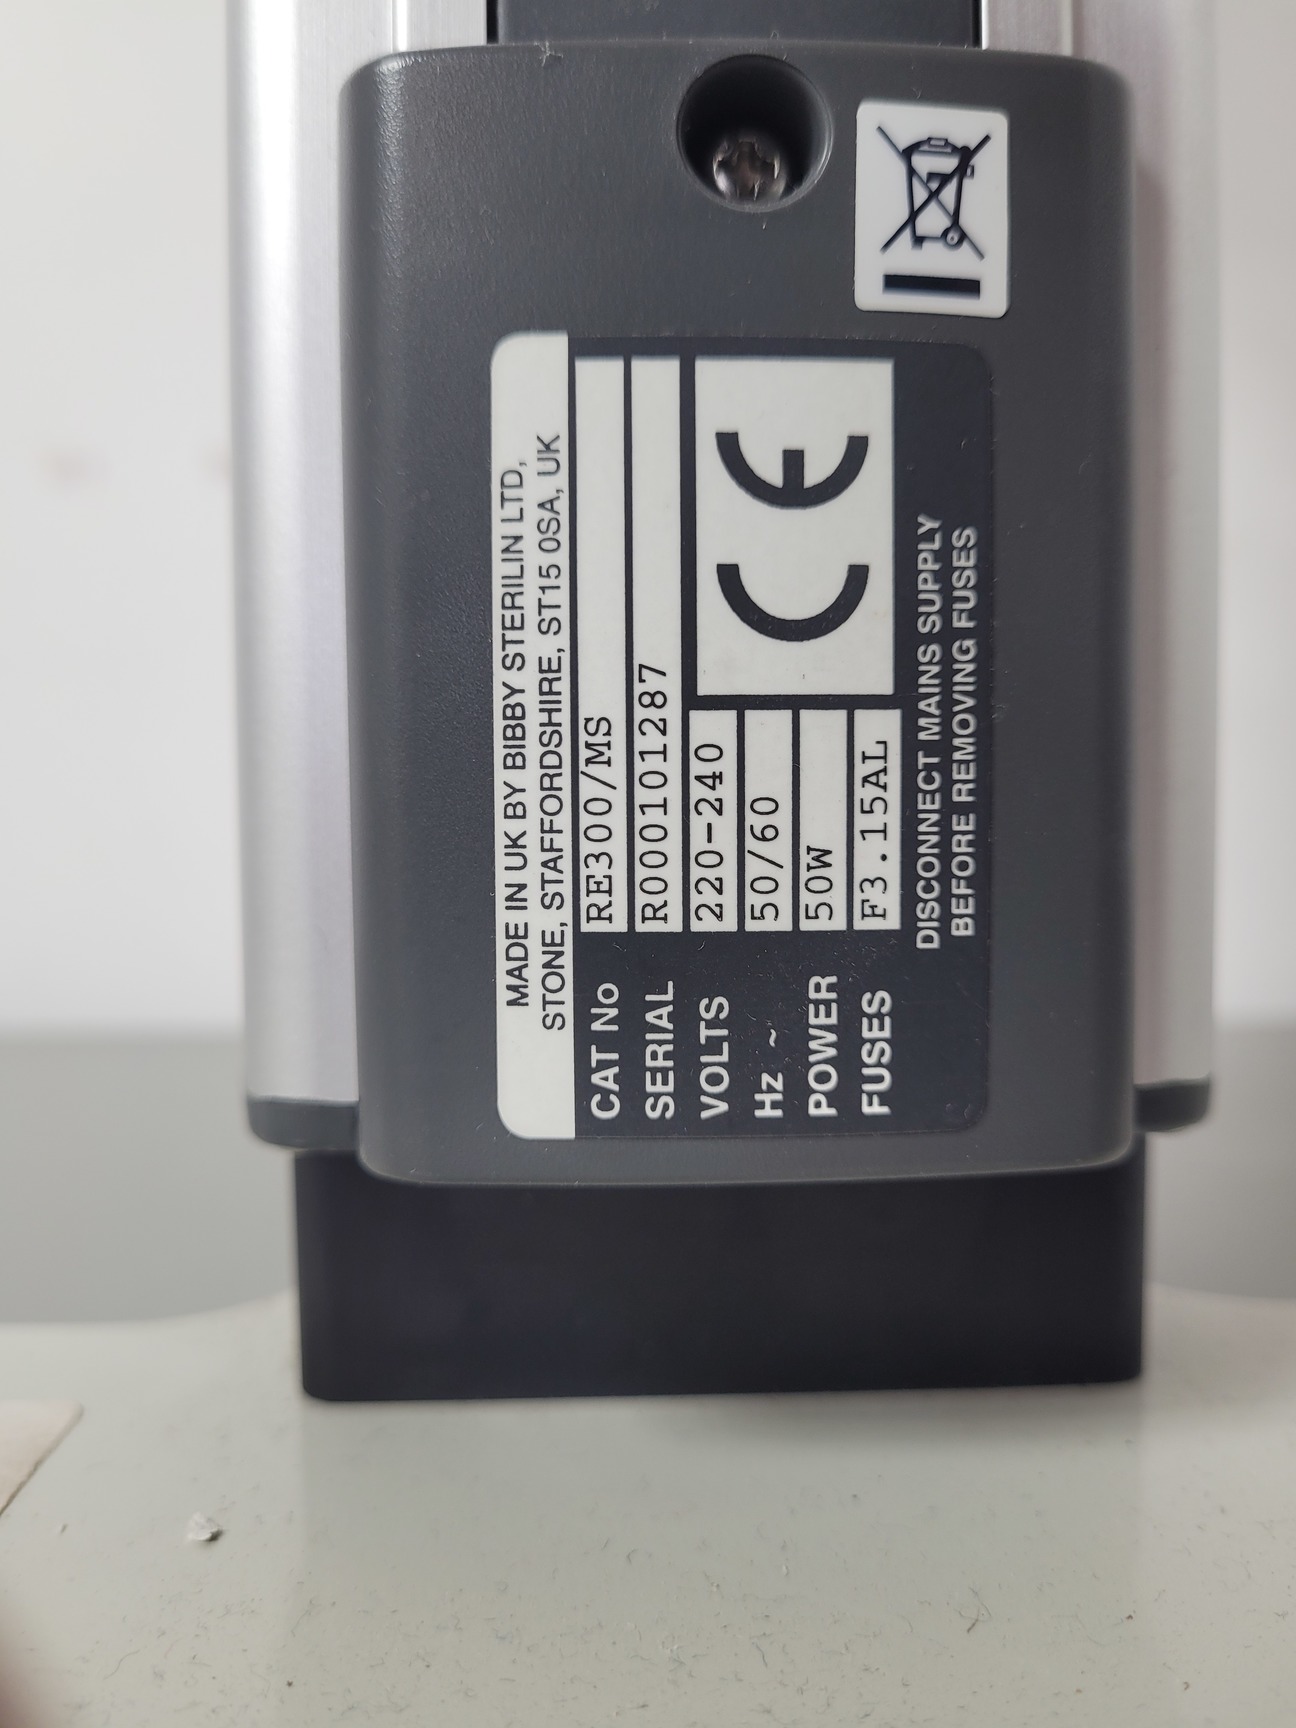 MADE IN UK BY BIBBY STERILIN LTD,
STONE, STAFFORDSHIRE, ST15 0SA, UK
CAT No RE300/MS
SERIAL R000101287
VOLTS 220-240
Hz ~ 50/60
POWER 50W
FUSES F3.15AL
CE
DISCONNECT MAINS SUPPLY
BEFORE REMOVING FUSES